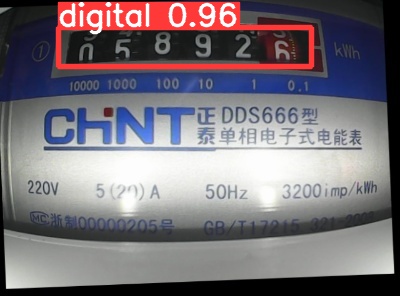 digital 0.96
① 0 5 8 9 2 6 kWh
10000 1000 100 10 1 0.1
CHNT 正泰 DDS666型
单相电子式电能表
220V 5(20)A 50Hz 3200imp/kWh
MC 浙制00000205号 GB/T17215.321-2008